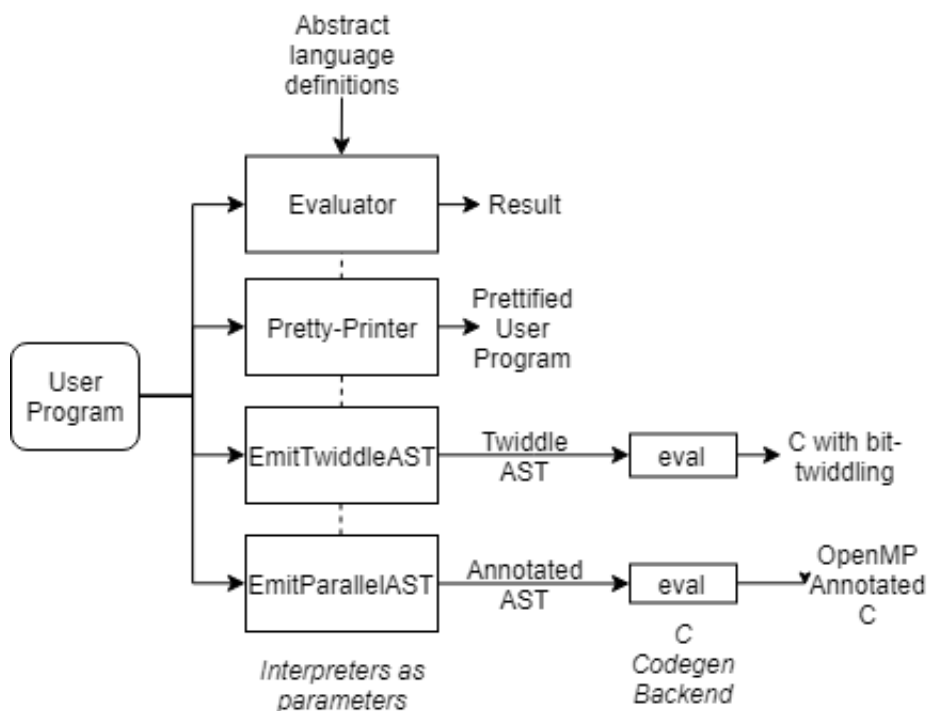 Abstract
language
definitions
Evaluator
Result
Pretty-Printer
Prettified
User
Program
User
Program
EmitTwiddleAST
Twiddle
AST
eval
C with bit-
twiddling
EmitParallelAST
Annotated
AST
eval
OpenMP
Annotated
C
Interpreters as
parameters
C
Codegen
Backend